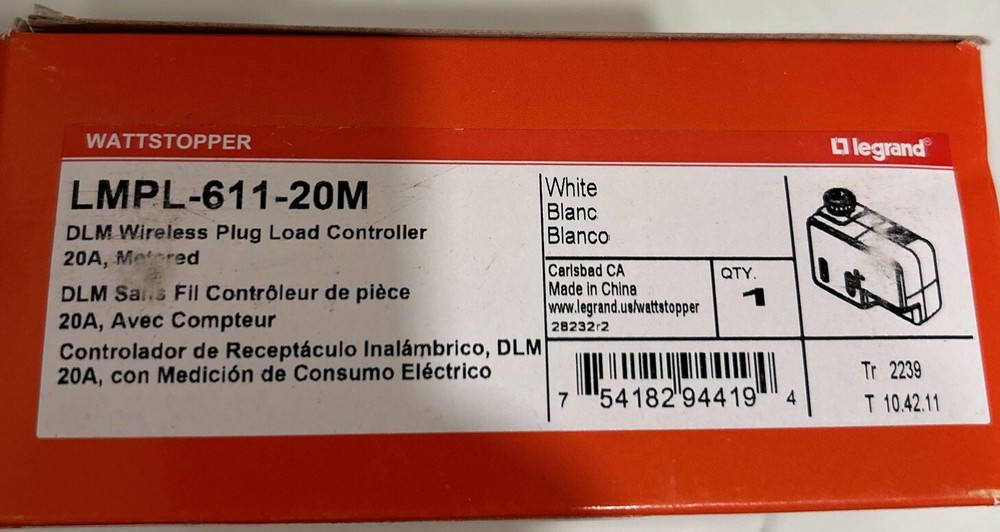 WATTSTOPPER
legrand®
LMPL-611-20M
DLM Wireless Plug Load Controller
20A, Metered
DLM Sans Fil Contrôleur de pièce
20A, Avec Compteur
Controlador de Receptáculo Inalámbrico, DLM
20A, con Medición de Consumo Eléctrico
White
Blanc
Blanco
Carlsbad CA
Made in China
www.legrand.us/wattstopper
28232r2
QTY.
1
7 54182 94419 4
Tr 2239
T 10.42.11